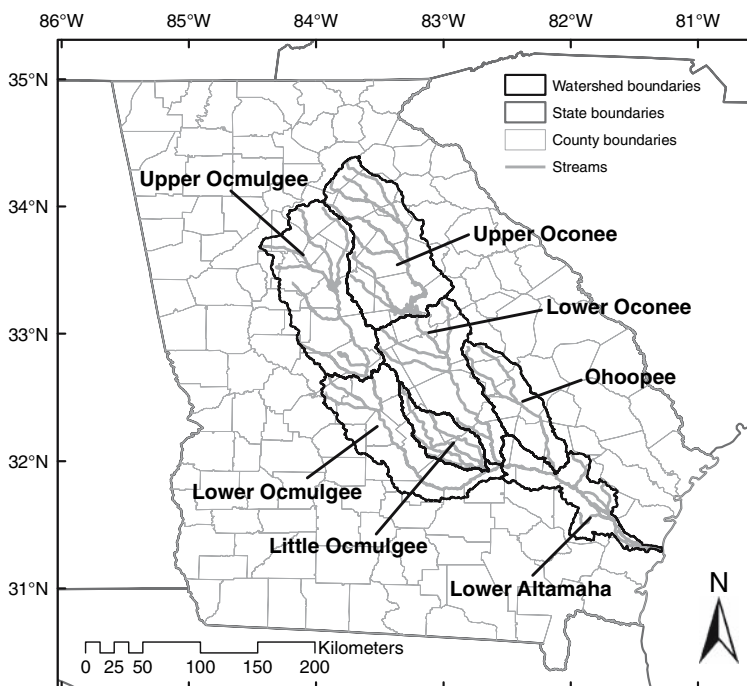 86°W 85°W 84°W 83°W 82°W 81°W
35°N
34°N
33°N
32°N
31°N
Watershed boundaries
State boundaries
County boundaries
Streams
Upper Ocmulgee
Upper Oconee
Lower Oconee
Ohoopee
Lower Ocmulgee
Little Ocmulgee
Lower Altamaha
N
Kilometers
0 25 50 100 150 200